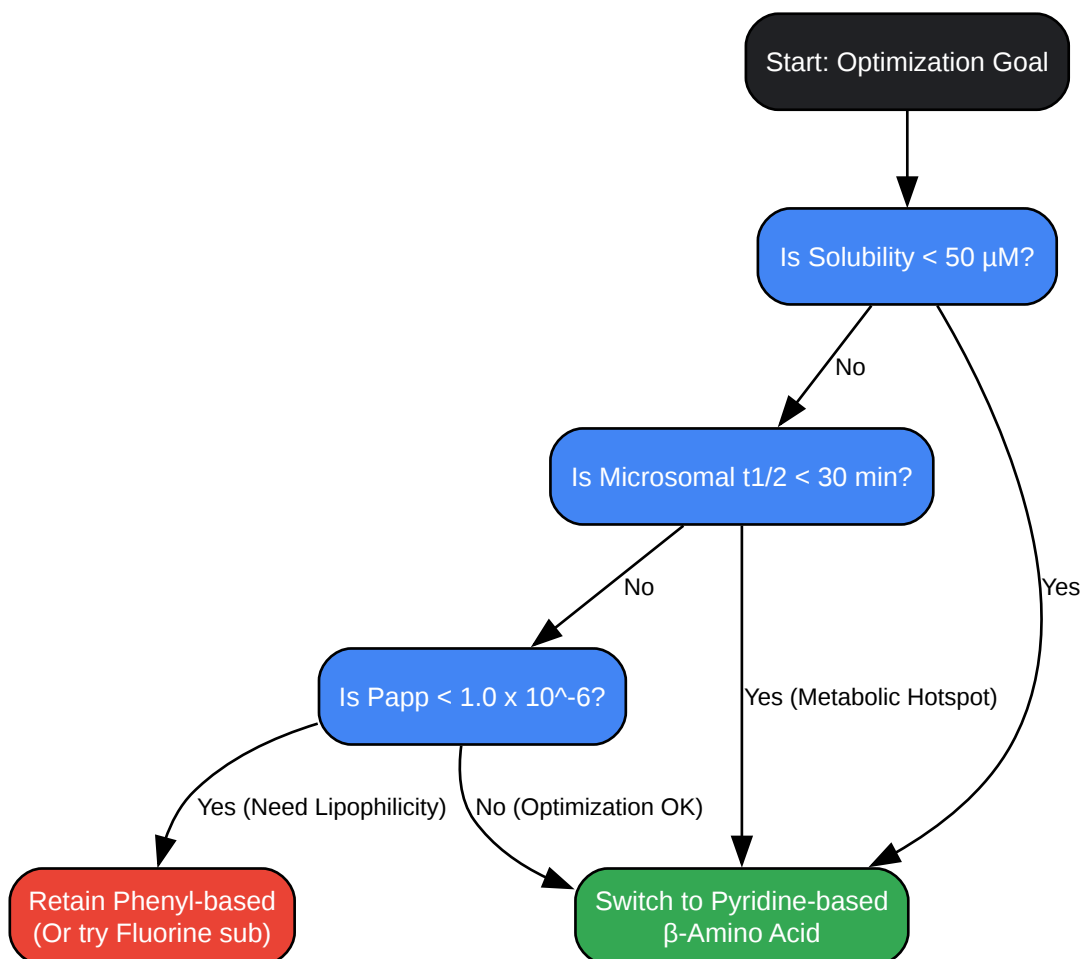 Start: Optimization Goal
Is Solubility < 50 µM?
No
Is Microsomal t1/2 < 30 min?
No
Yes
Is Papp < 1.0 x 10^-6?
Yes (Metabolic Hotspot)
Yes (Need Lipophilicity)
No (Optimization OK)
Retain Phenyl-based
(Or try Fluorine sub)
Switch to Pyridine-based
β-Amino Acid